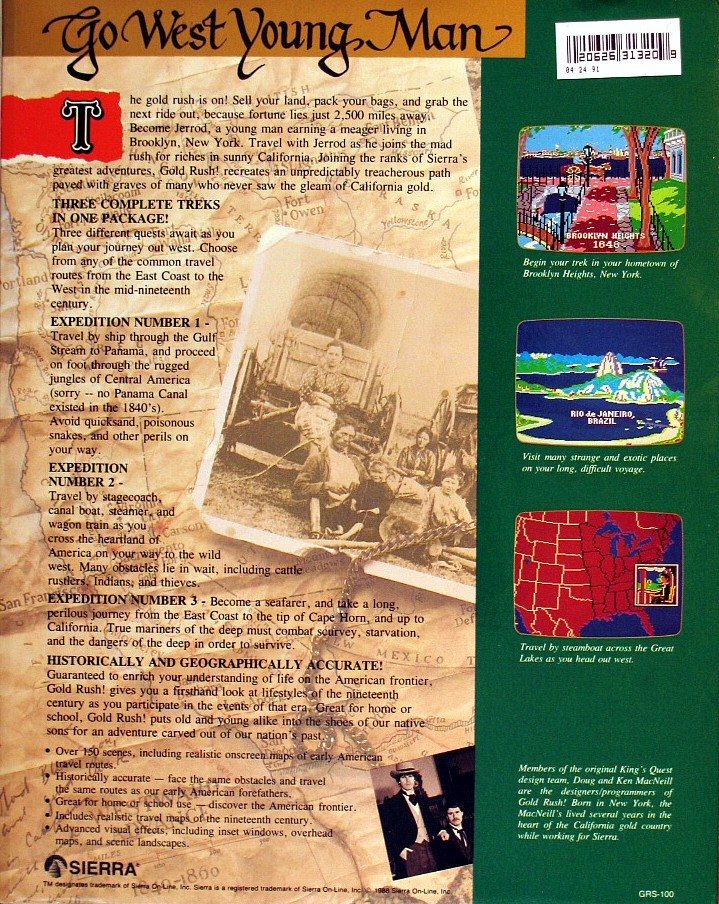 Go West Young Man
20626 31320 9
04 24 91
The gold rush is on! Sell your land, pack your bags, and grab the
next ride out, because fortune lies just 2,500 miles away.
Become Jerrod, a young man earning a meager living in
Brooklyn, New York. Travel with Jerrod as he joins the mad
rush for riches in sunny California. Joining the ranks of Sierra's
greatest adventures, Gold Rush! recreates an unpredictably treacherous path
paved with graves of many who never saw the gleam of California gold.
THREE COMPLETE TREKS
IN ONE PACKAGE!
Three different quests await as you
plan your journey out west. Choose
from any of the common travel
routes from the East Coast to the
West in the mid-nineteenth
century.
EXPEDITION NUMBER 1 -
Travel by ship through the Gulf
Stream to Panama, and proceed
on foot through the rugged
jungles of Central America
(sorry -- no Panama Canal
existed in the 1840's).
Avoid quicksand, poisonous
snakes, and other perils on
your way.
EXPEDITION
NUMBER 2 -
Travel by stagecoach,
canal boat, steamer, and
wagon train as you
cross the heartland of
America on your way to the wild
west. Many obstacles lie in wait, including cattle
rustlers, Indians, and thieves.
EXPEDITION NUMBER 3 - Become a seafarer, and take a long,
perilous journey from the East Coast to the tip of Cape Horn, and up to
California. True mariners of the deep must combat scurvy, starvation,
and the dangers of the deep in order to survive.
HISTORICALLY AND GEOGRAPHICALLY ACCURATE!
Guaranteed to enrich your understanding of life on the American frontier,
Gold Rush! gives you a firsthand look at lifestyles of the nineteenth
century as you participate in the events of that era. Great for home or
school, Gold Rush! puts old and young alike into the shoes of our native
sons for an adventure carved out of our nation's past.
• Over 150 scenes, including realistic onscreen maps of early American
travel routes.
• Historically accurate — face the same obstacles and travel
the same routes as our early American forefathers.
• Great for home or school use — discover the American frontier.
• Includes realistic travel maps of the nineteenth century.
• Advanced visual effects, including inset windows, overhead
maps, and scenic landscapes.
SIERRA®
1840-1860
TM designates trademark of Sierra On-Line, Inc. Sierra is a registered trademark of Sierra On-Line, Inc. © 1988 Sierra On-Line, Inc.
BROOKLYN HEIGHTS
1848
Begin your trek in your hometown of
Brooklyn Heights, New York.
RIO de JANEIRO,
BRAZIL
Visit many strange and exotic places
on your long, difficult voyage.
Travel by steamboat across the Great
Lakes as you head out west.
Members of the original King's Quest
design team, Doug and Ken MacNeill
are the designers/programmers of
Gold Rush! Born in New York, the
MacNeill's lived several years in the
heart of the California gold country
while working for Sierra.
GRS-100
Fort
Owen
Yellowstone
MEXICO